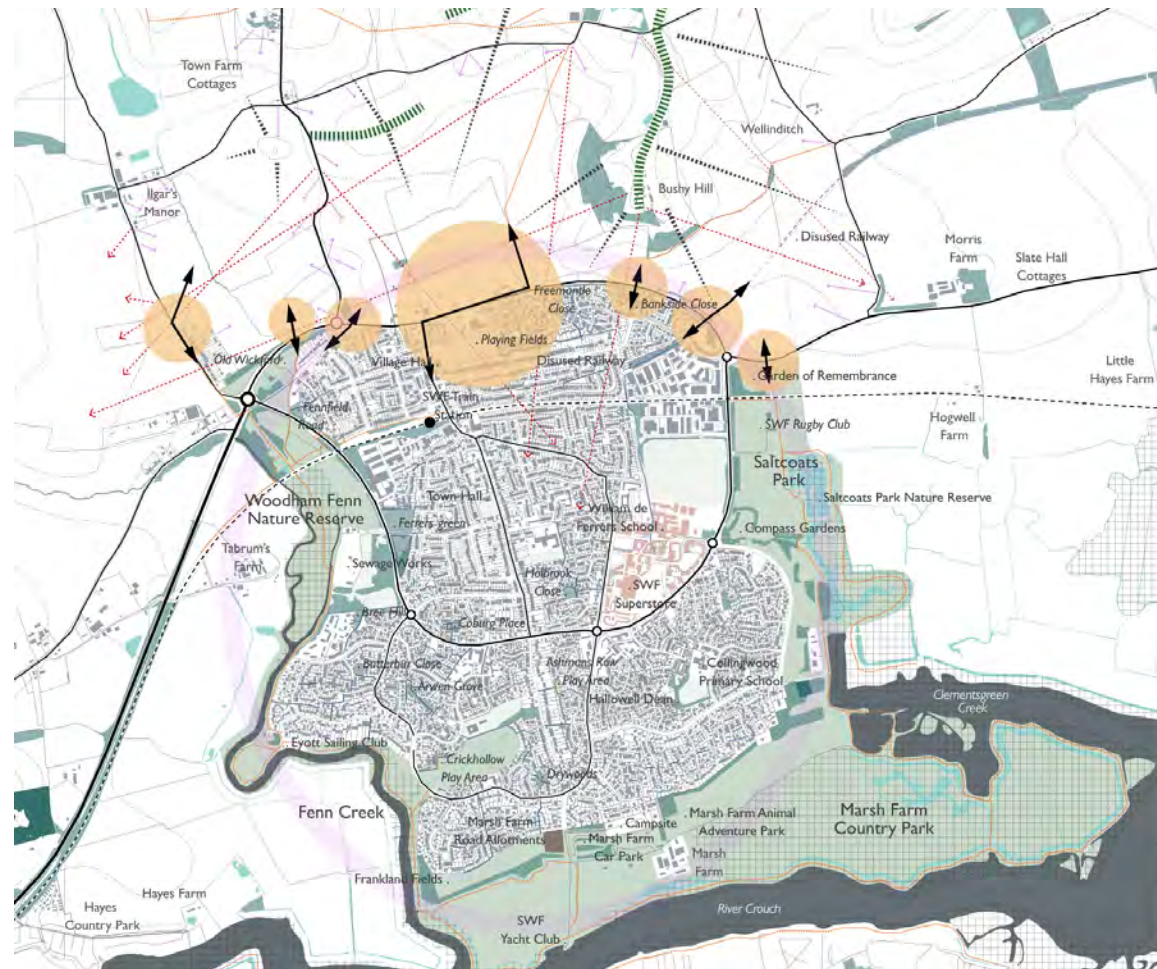 Town Farm
Cottages
Wellinditch
Ilgar's
Manor
Bushy Hill
Disused Railway
Morris
Farm
Slate Hall
Cottages
Freemantle
Close
Bankside Close
Playing Fields
Old Wickford
Village Hall
Disused Railway
Garden of Remembrance
Little
Hayes Farm
SWF Train
Station
Fennfield
Road
SWF Rugby Club
Hogwell
Farm
Saltcoats
Park
Woodham Fenn
Nature Reserve
Town Hall
Saltcoats Park Nature Reserve
William de
Ferrers School
Ferrers green
Compass Gardens
Tabrum's
Farm
Sewage Works
Holbrook
Close
SWF
Superstore
Bree Hill
Coburg Place
Butterbur Close
Ashmans Row
Play Area
Collingwood
Primary School
Arwen Grove
Hallowell Dean
Clementsgreen
Creek
Eyott Sailing Club
Crickhollow
Play Area
Drywoods
Fenn Creek
Marsh Farm
Road Allotments
Campsite
Marsh Farm Animal
Adventure Park
Marsh Farm
Country Park
Marsh Farm
Car Park
Marsh
Farm
Frankland Fields
Hayes Farm
Hayes
Country Park
River Crouch
SWF
Yacht Club